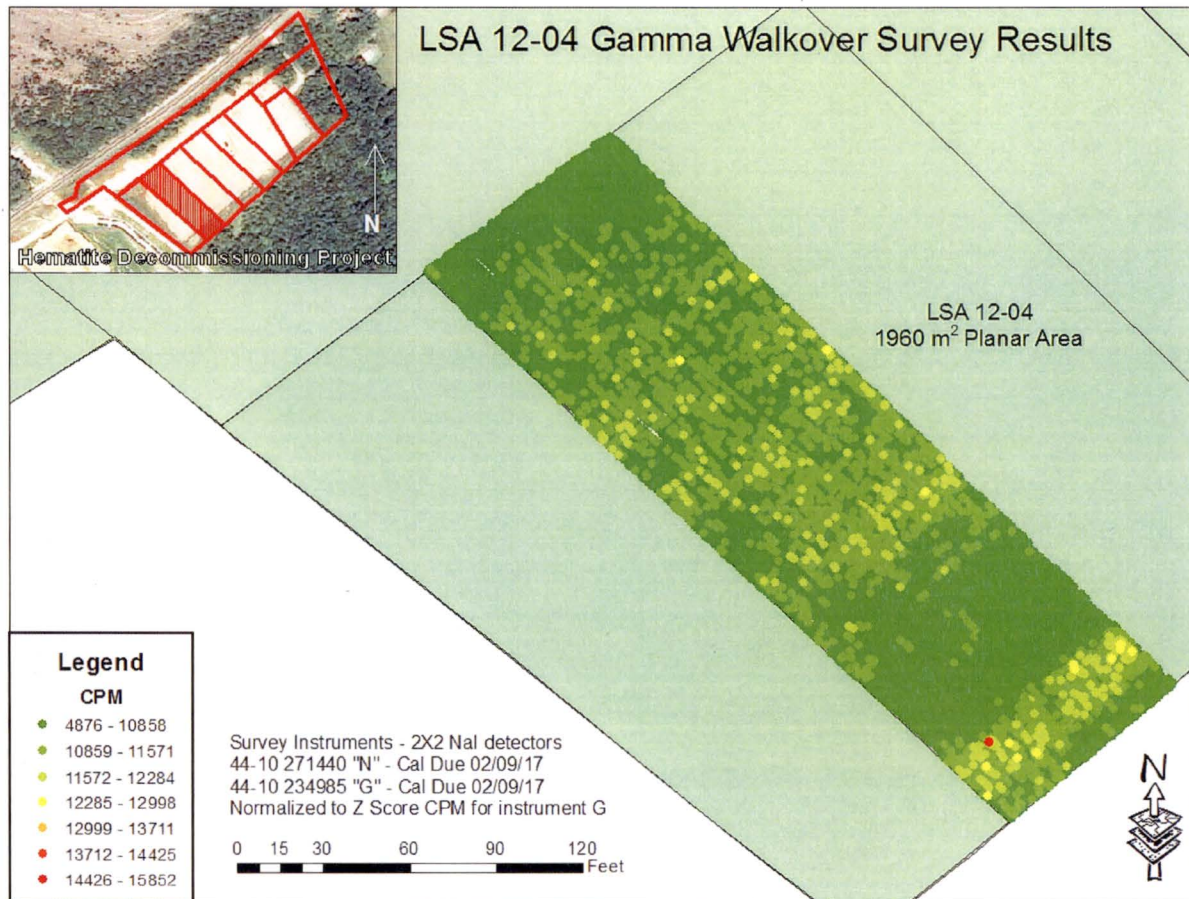 LSA 12-04 Gamma Walkover Survey Results
N
Hematite Decommissioning Project
LSA 12-04
1960 m² Planar Area
Legend
CPM
4876 - 10858
10859 - 11571
11572 - 12284
12285 - 12998
12999 - 13711
13712 - 14425
14426 - 15852
Survey Instruments - 2X2 NaI detectors
44-10 271440 "N" - Cal Due 02/09/17
44-10 234985 "G" - Cal Due 02/09/17
Normalized to Z Score CPM for instrument G
0 15 30 60 90 120
Feet
N